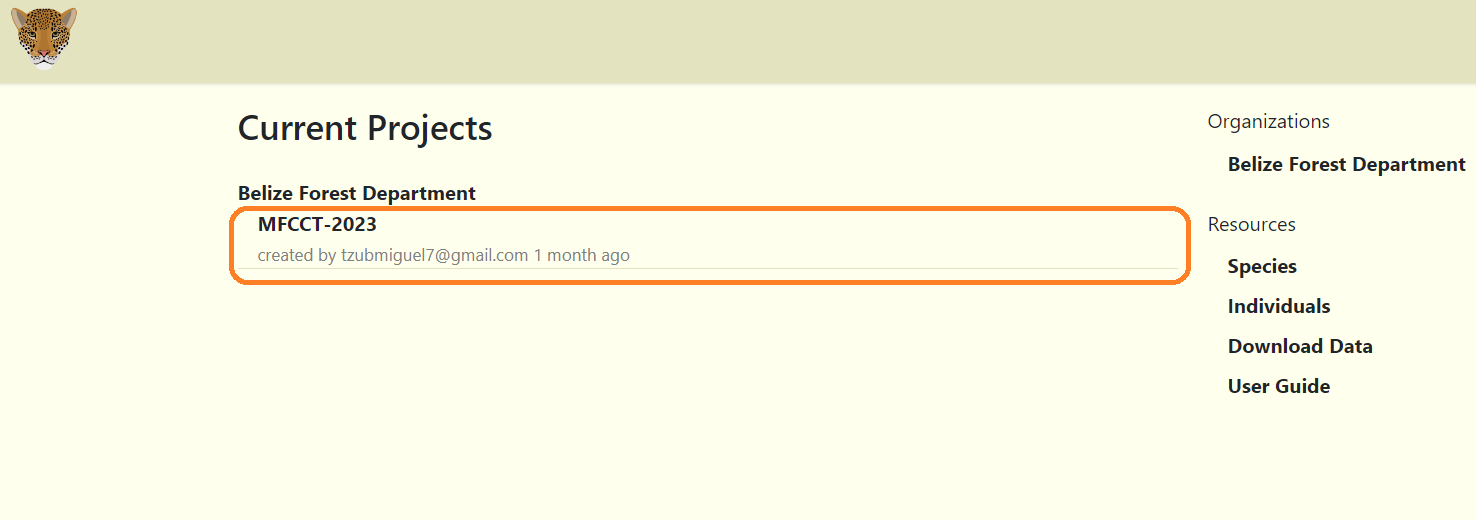 Current Projects
Belize Forest Department
MFCCT-2023
created by tzubmiguel7@gmail.com 1 month ago
Organizations
Belize Forest Department
Resources
Species
Individuals
Download Data
User Guide